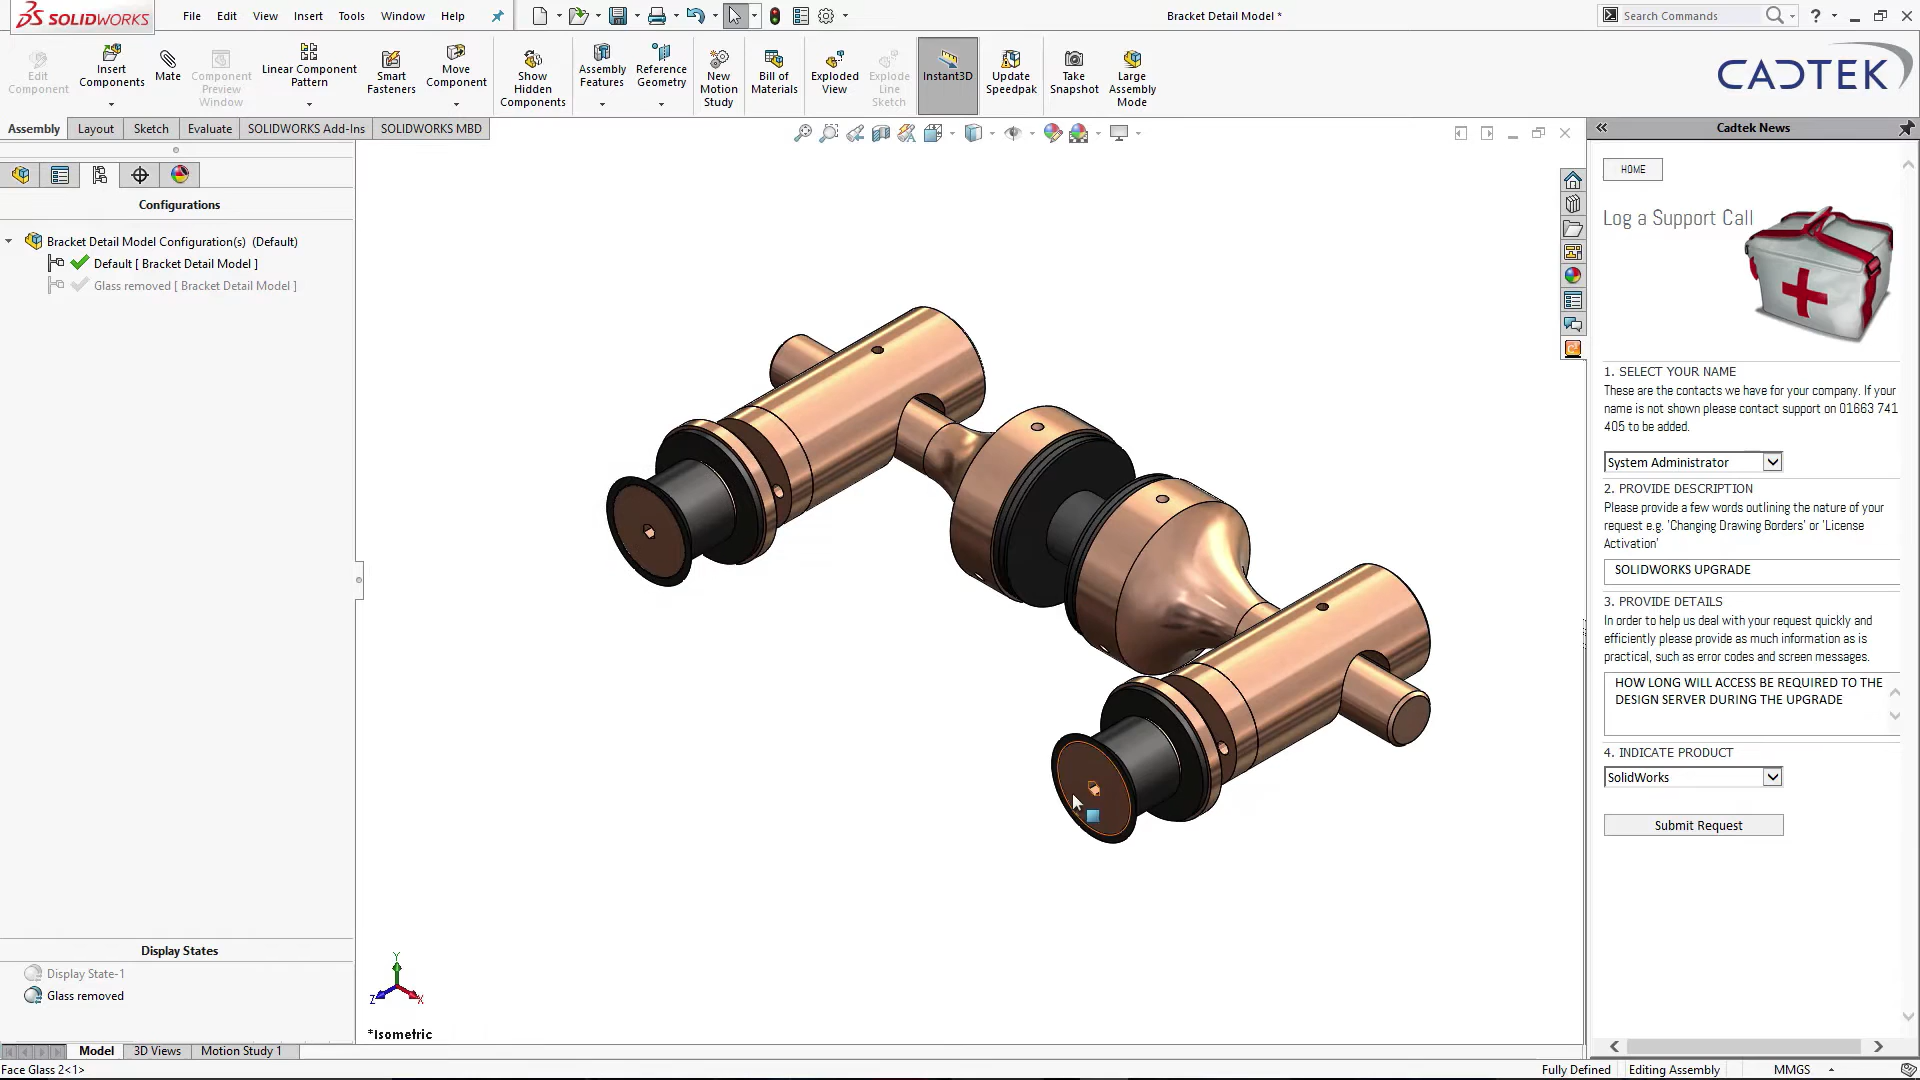 SOLIDWORKS
File Edit View Insert Tools Window Help
Bracket Detail Model *
Search Commands
Edit Component
Insert Components
Mate
Component Preview Window
Linear Component Pattern
Smart Fasteners
Move Component
Show Hidden Components
Assembly Features
Reference Geometry
New Motion Study
Bill of Materials
Exploded View
Explode Line Sketch
Instant3D
Update Speedpak
Take Snapshot
Large Assembly Mode
CADTEK
Assembly Layout Sketch Evaluate SOLIDWORKS Add-Ins SOLIDWORKS MBD
Configurations
Bracket Detail Model Configuration(s) (Default)
Default [ Bracket Detail Model ]
Glass removed [ Bracket Detail Model ]
Display States
Display State-1
Glass removed
Y
Z
X
*Isometric
Cadtek News
HOME
Log a Support Call
1. SELECT YOUR NAME
These are the contacts we have for your company. If your
name is not shown please contact support on 01663 741
405 to be added.
System Administrator
2. PROVIDE DESCRIPTION
Please provide a few words outlining the nature of your
request e.g. 'Changing Drawing Borders' or 'License
Activation'
SOLIDWORKS UPGRADE
3. PROVIDE DETAILS
In order to help us deal with your request quickly and
efficiently please provide as much information as is
practical, such as error codes and screen messages.
HOW LONG WILL ACCESS BE REQUIRED TO THE
DESIGN SERVER DURING THE UPGRADE
4. INDICATE PRODUCT
SolidWorks
Submit Request
Model 3D Views Motion Study 1
Face Glass 2<1>
Fully Defined Editing Assembly MMGS